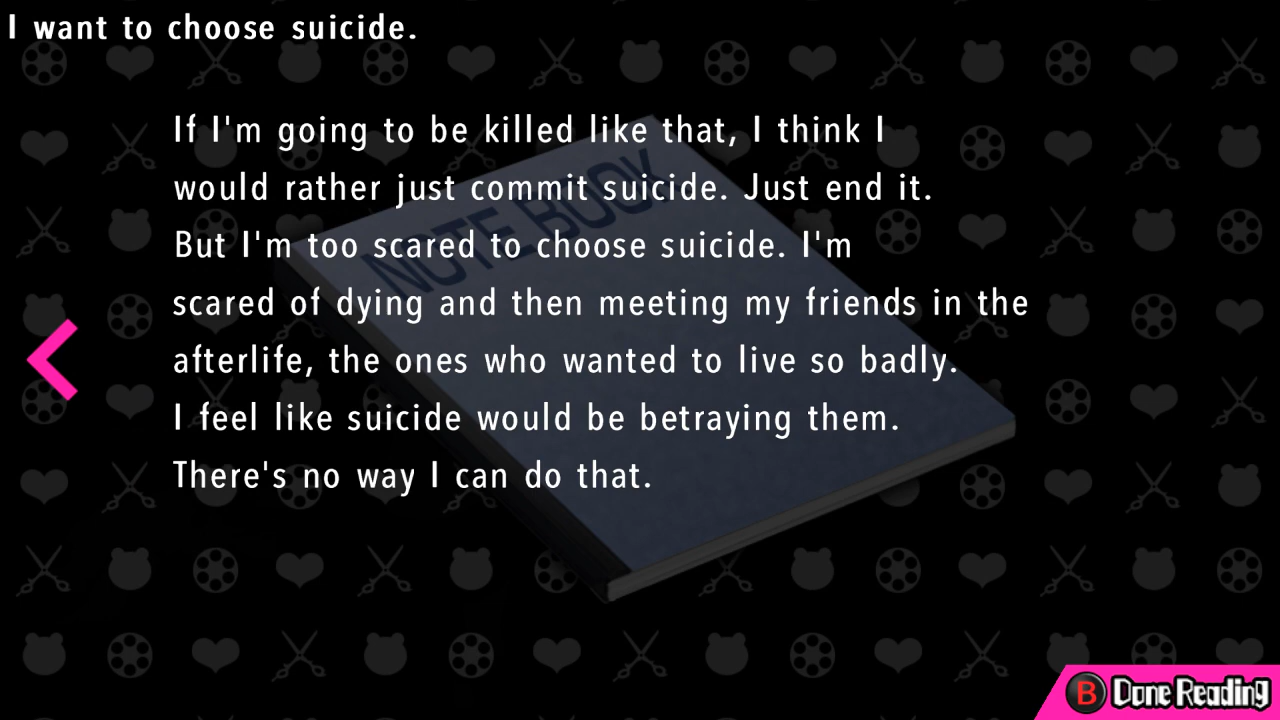 I want to choose suicide.
If I'm going to be killed like that, I think I
would rather just commit suicide. Just end it.
But I'm too scared to choose suicide. I'm
scared of dying and then meeting my friends in the
afterlife, the ones who wanted to live so badly.
I feel like suicide would be betraying them.
There's no way I can do that.
NOTE BOOK
B Done Reading